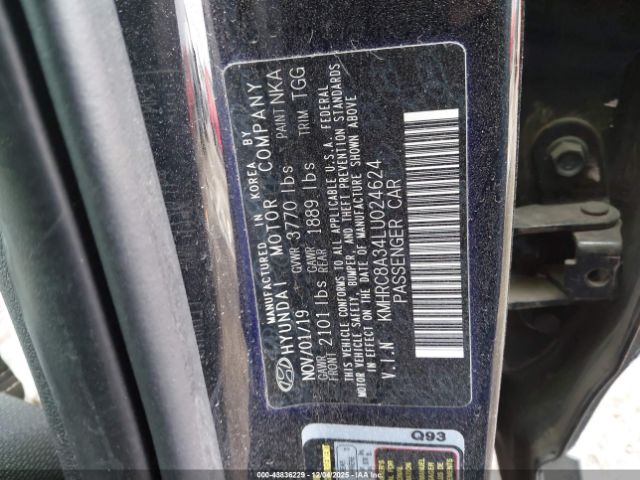 MANUFACTURED IN KOREA BY
HYUNDAI MOTOR COMPANY
NOV/01/19 GVWR 3770 lbs PAINT NKA
GAWR FRONT 2101 lbs GAWR REAR 1889 lbs TRIM TGG
THIS VEHICLE CONFORMS TO ALL APPLICABLE U.S.A. FEDERAL
MOTOR VEHICLE SAFETY, BUMPER, AND THEFT PREVENTION STANDARDS
IN EFFECT ON THE DATE OF MANUFACTURE SHOWN ABOVE
V.I.N KMHRC8A34LU024624
PASSENGER CAR
Q93
000- 43836229 - 12/04/2025 - IAA Inc.